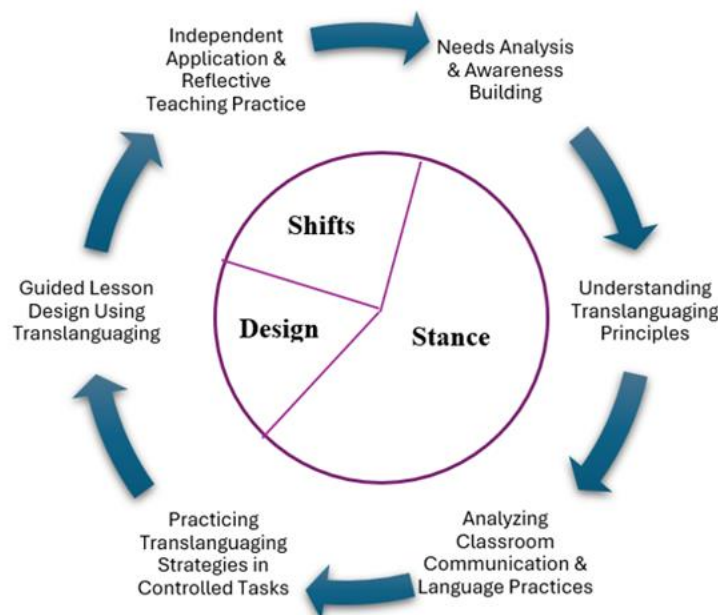 Independent
Application &
Reflective
Teaching Practice
Needs Analysis
& Awareness
Building
Understanding
Translanguaging
Principles
Analyzing
Classroom
Communication &
Language Practices
Practicing
Translanguaging
Strategies in
Controlled Tasks
Guided Lesson
Design Using
Translanguaging
Shifts
Design
Stance